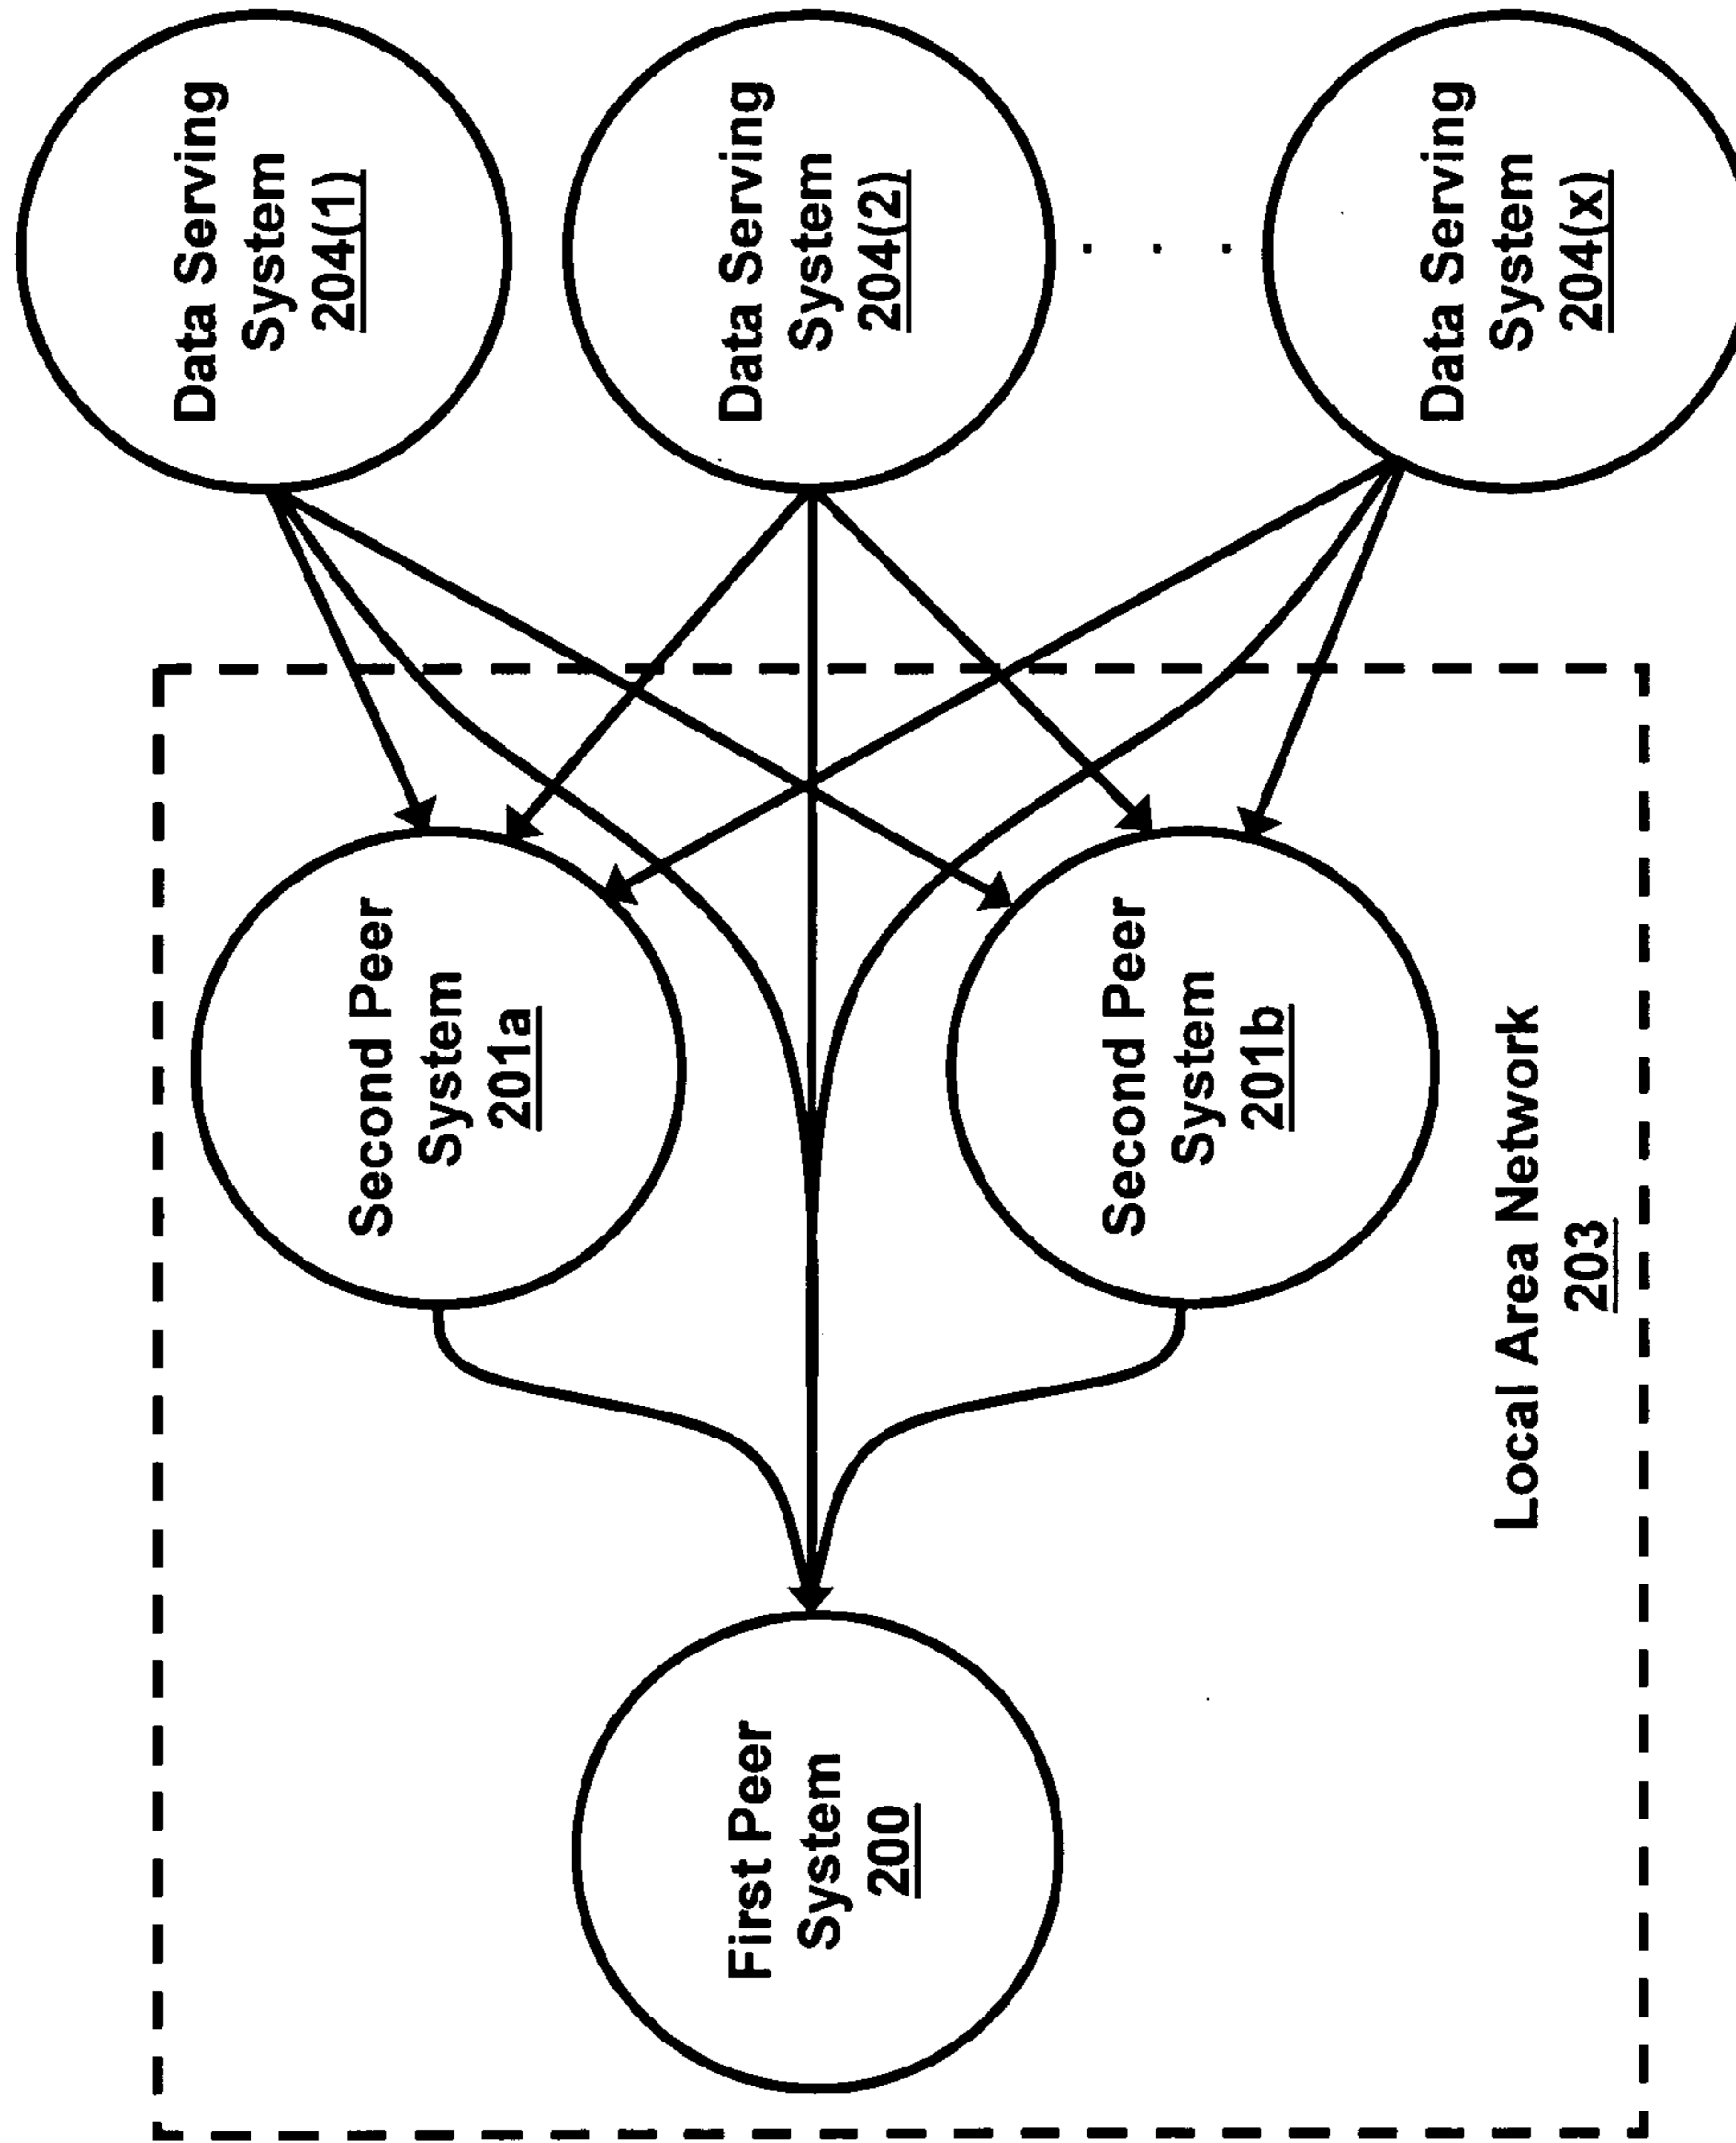 Data Serving
System
204(1)
Data Serving
System
204(2)
. . .
Data Serving
System
204(x)
Second Peer
System
201a
Second Peer
System
201b
First Peer
System
200
Local Area Network
203